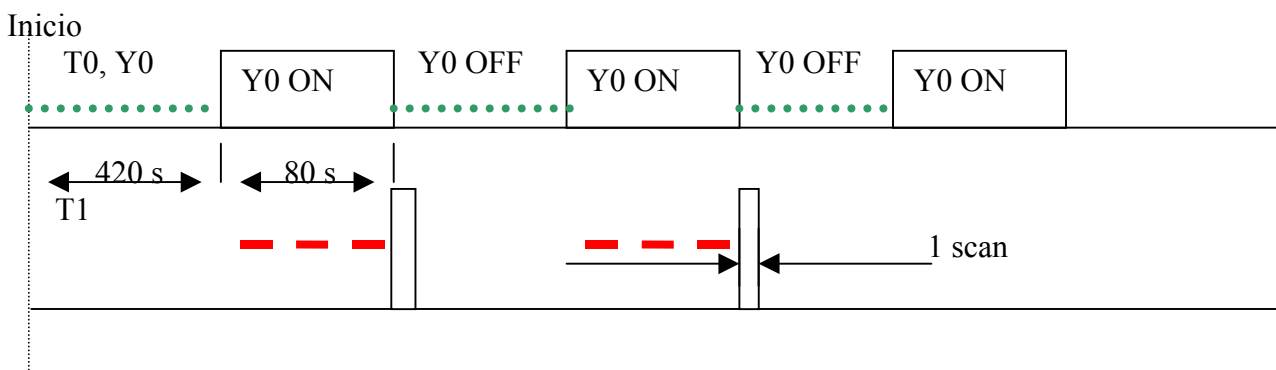 Inicio
T0, Y0
Y0 ON
Y0 OFF
Y0 ON
Y0 OFF
Y0 ON
420 s
80 s
T1
1 scan